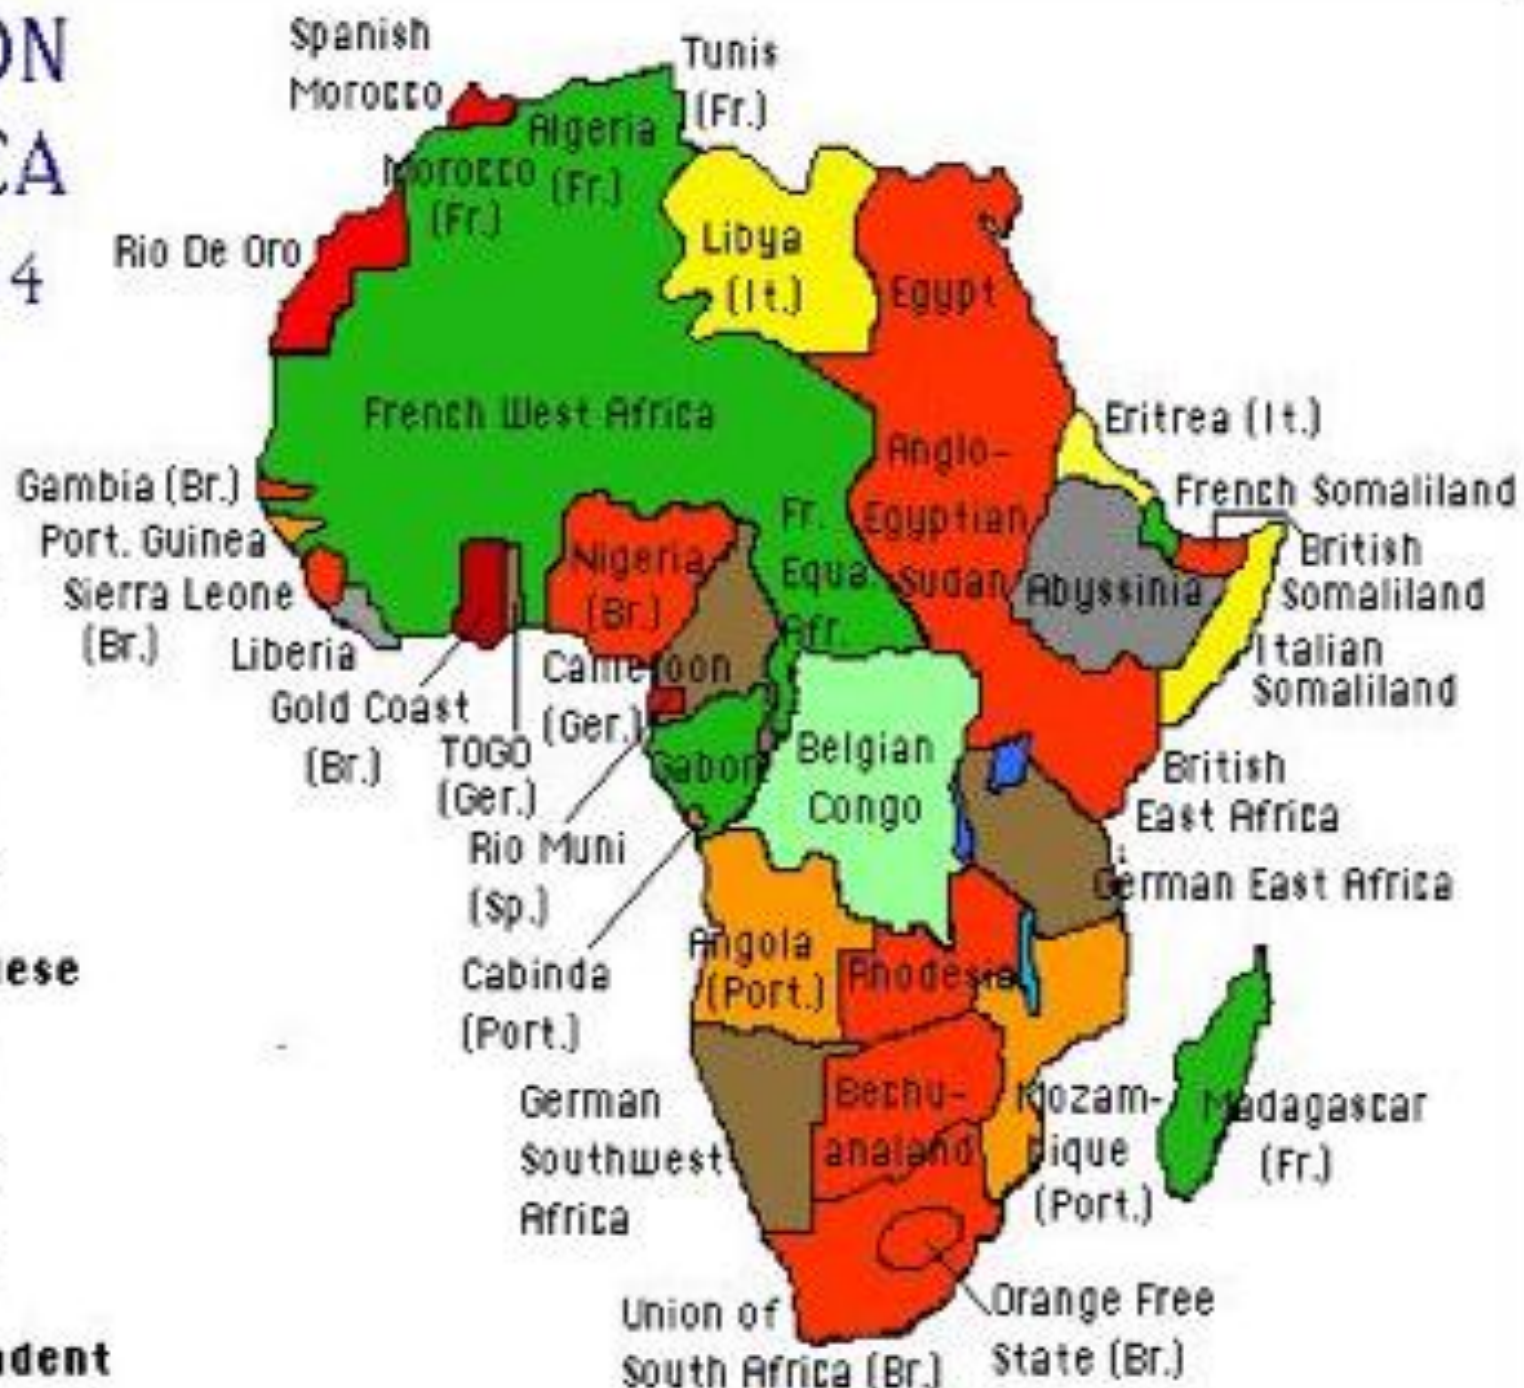 ON
CA
4
Spanish
Morocco
Tunis
(Fr.)
Algeria
(Fr.)
Morocco
(Fr.)
Rio De Oro
Libya
(It.)
Egypt
French West Africa
Eritrea (It.)
Anglo-
Egyptian
Sudan
French Somaliland
Gambia (Br.)
Port. Guinea
Sierra Leone
(Br.)
Liberia
Fr.
Equa.
Afr.
Nigeria
(Br.)
Abyssinia
British
Somaliland
Italian
Somaliland
Gold Coast
(Br.)
TOGO
(Ger.)
Cameroon
(Ger.)
Gabon
Belgian
Congo
British
East Africa
Rio Muni
(Sp.)
German East Africa
Cabinda
(Port.)
Angola
(Port.)
Rhodesia
uese
German
Southwest
Africa
Bechu-
analand
Mozam-
bique
(Port.)
Madagascar
(Fr.)
Union of
South Africa (Br.)
Orange Free
State (Br.)
ndent